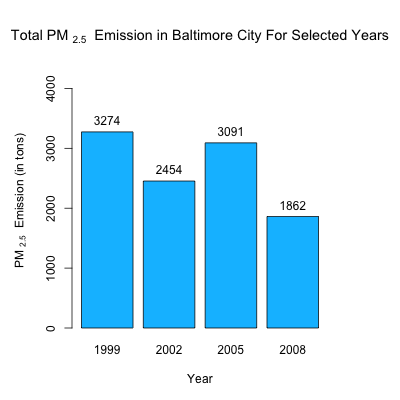 Total PM 2.5 Emission in Baltimore City For Selected Years
PM 2.5 Emission (in tons)
4000
3000
2000
1000
0
3274
2454
3091
1862
1999 2002 2005 2008
Year